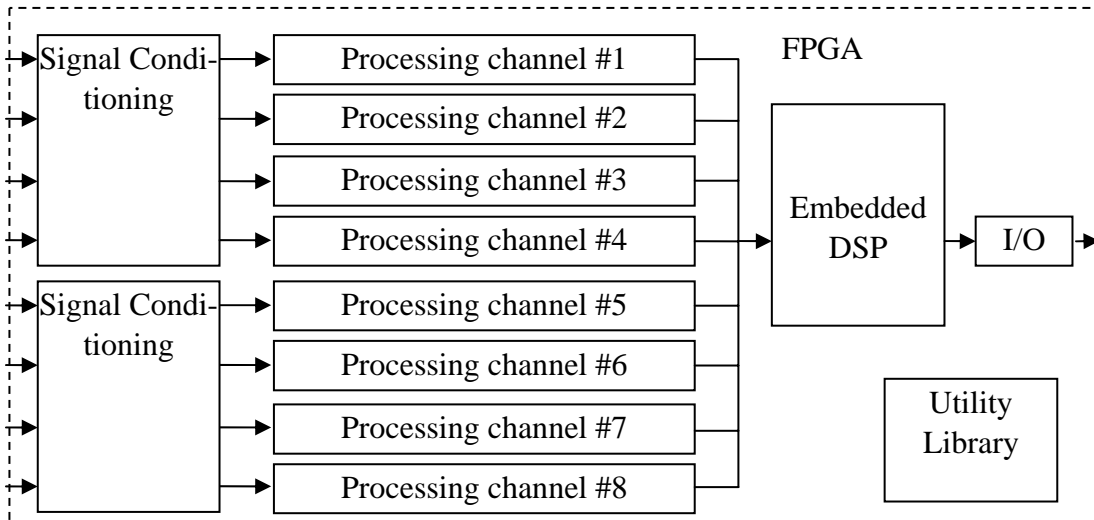 Signal Condi-
tioning
Processing channel #1
Processing channel #2
Processing channel #3
Processing channel #4
Signal Condi-
tioning
Processing channel #5
Processing channel #6
Processing channel #7
Processing channel #8
FPGA
Embedded
DSP
I/O
Utility
Library